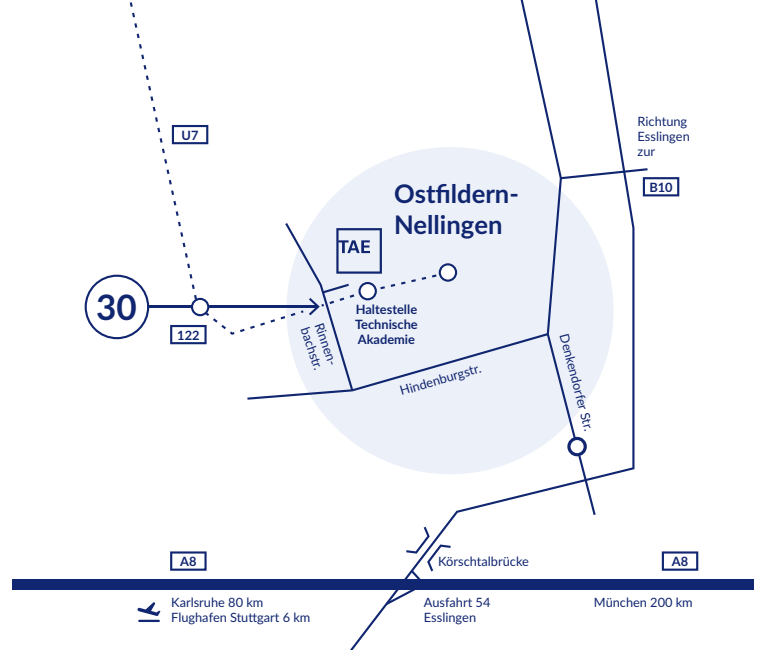 U7
Richtung
Esslingen
zur
B10
Ostfildern-
Nellingen
TAE
30
122
Haltestelle
Technische
Akademie
Rinnen-
bachstr.
Hindenburgstr.
Denkendorfer Str.
A8
Körschtalbrücke
A8
Karlsruhe 80 km
Flughafen Stuttgart 6 km
Ausfahrt 54
Esslingen
München 200 km